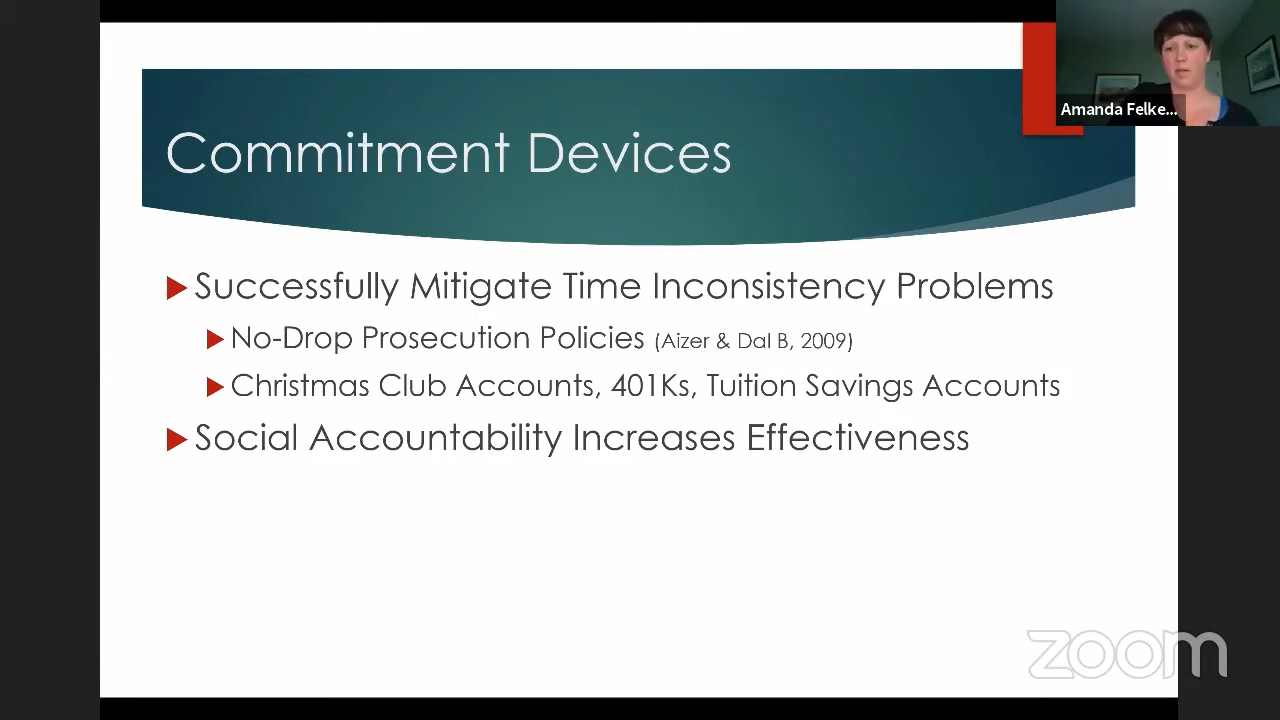 Amanda Felke...
Commitment Devices
Successfully Mitigate Time Inconsistency Problems
No-Drop Prosecution Policies (Aizer & Dal B, 2009)
Christmas Club Accounts, 401Ks, Tuition Savings Accounts
Social Accountability Increases Effectiveness
zoom